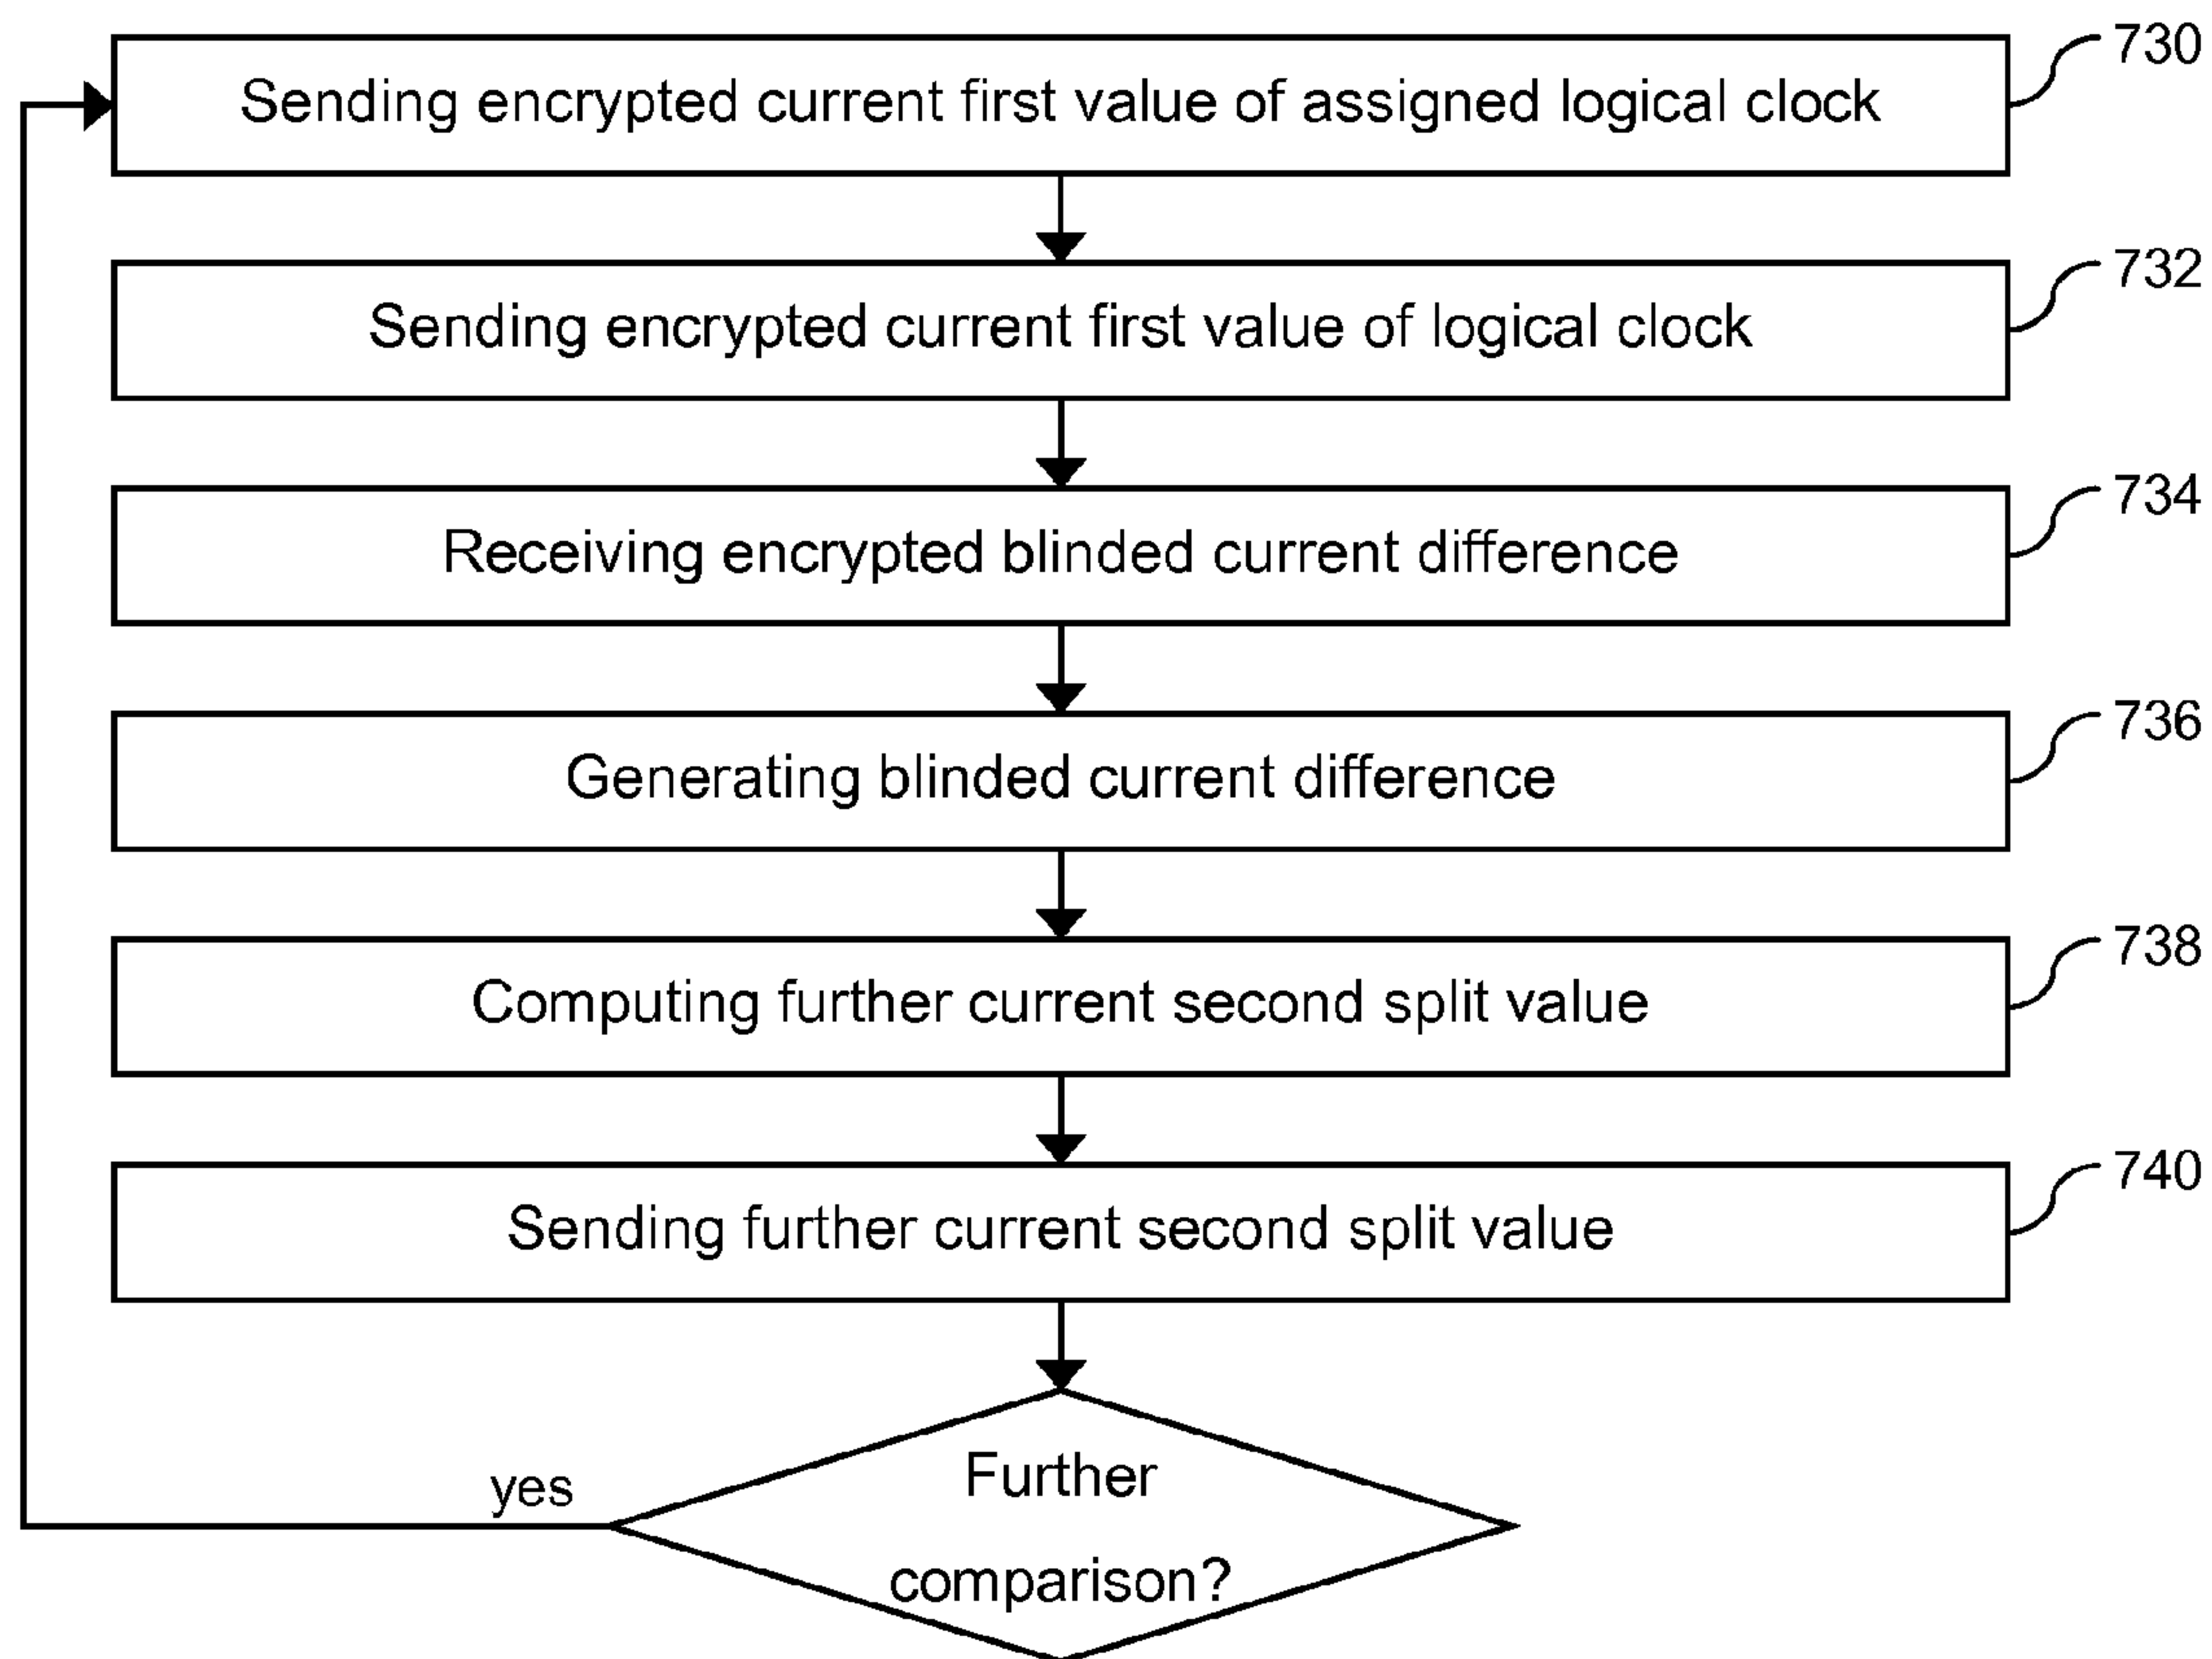 730
Sending encrypted current first value of assigned logical clock
732
Sending encrypted current first value of logical clock
734
Receiving encrypted blinded current difference
736
Generating blinded current difference
738
Computing further current second split value
740
Sending further current second split value
yes
Further
comparison?